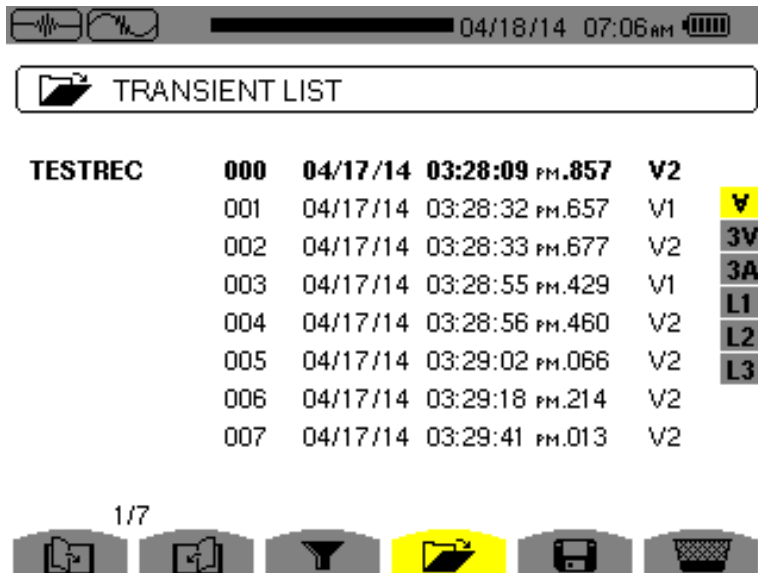 04/18/14 07:06AM
TRANSIENT LIST
TESTREC 000 04/17/14 03:28:09 PM.857 V2
001 04/17/14 03:28:32 PM.657 V1
002 04/17/14 03:28:33 PM.677 V2
003 04/17/14 03:28:55 PM.429 V1
004 04/17/14 03:28:56 PM.460 V2
005 04/17/14 03:29:02 PM.066 V2
006 04/17/14 03:29:18 PM.214 V2
007 04/17/14 03:29:41 PM.013 V2
∀
3V
3A
L1
L2
L3
1/7